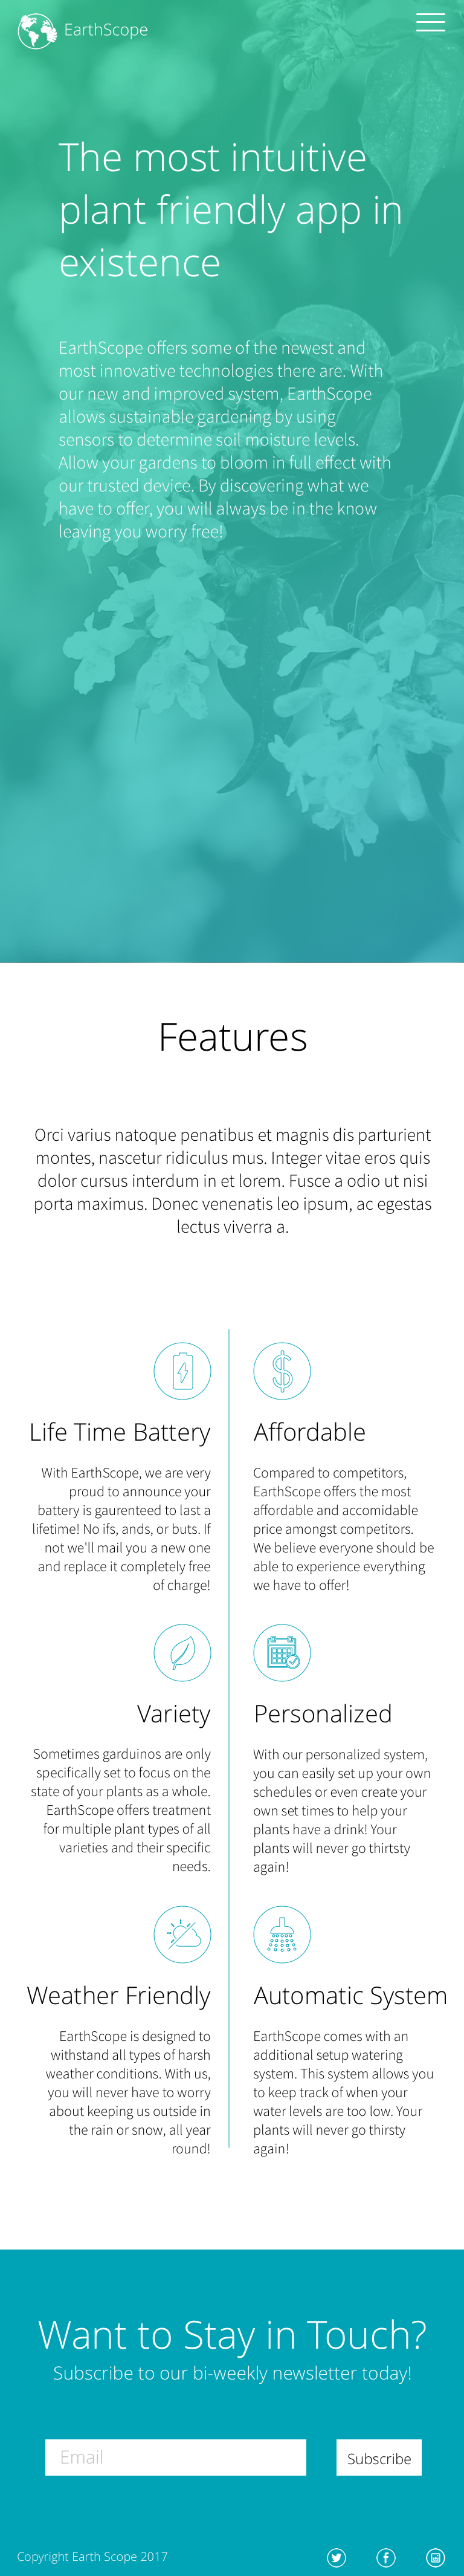 EarthScope
The most intuitive
plant friendly app in
existence
EarthScope offers some of the newest and
most innovative technologies there are. With
our new and improved system, EarthScope
allows sustainable gardening by using
sensors to determine soil moisture levels.
Allow your gardens to bloom in full effect with
our trusted device. By discovering what we
have to offer, you will always be in the know
leaving you worry free!
Features
Orci varius natoque penatibus et magnis dis parturient
montes, nascetur ridiculus mus. Integer vitae eros quis
dolor cursus interdum in et lorem. Fusce a odio ut nisi
porta maximus. Donec venenatis leo ipsum, ac egestas
lectus viverra a.
Life Time Battery
With EarthScope, we are very
proud to announce your
battery is gaurenteed to last a
lifetime! No ifs, ands, or buts. If
not we'll mail you a new one
and replace it completely free
of charge!
Affordable
Compared to competitors,
EarthScope offers the most
affordable and accomidable
price amongst competitors.
We believe everyone should be
able to experience everything
we have to offer!
Variety
Sometimes garduinos are only
specifically set to focus on the
state of your plants as a whole.
EarthScope offers treatment
for multiple plant types of all
varieties and their specific
needs.
Personalized
With our personalized system,
you can easily set up your own
schedules or even create your
own set times to help your
plants have a drink! Your
plants will never go thirtsty
again!
Weather Friendly
EarthScope is designed to
withstand all types of harsh
weather conditions. With us,
you will never have to worry
about keeping us outside in
the rain or snow, all year
round!
Automatic System
EarthScope comes with an
additional setup watering
system. This system allows you
to keep track of when your
water levels are too low. Your
plants will never go thirsty
again!
Want to Stay in Touch?
Subscribe to our bi-weekly newsletter today!
Email
Subscribe
Copyright Earth Scope 2017